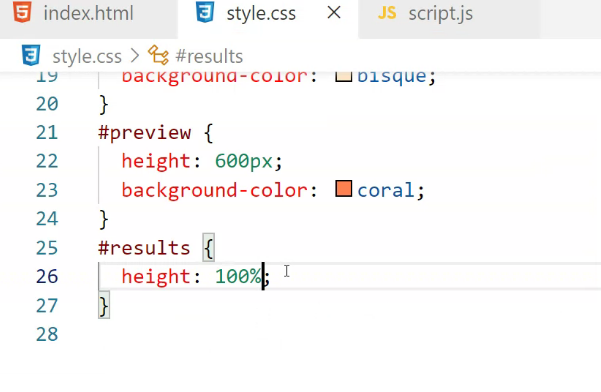 index.html style.css JS script.js
style.css > #results
19 background-color: bisque;
20 }
21 #preview {
22 height: 600px;
23 background-color: coral;
24 }
25 #results {
26 height: 100%;
27 }
28